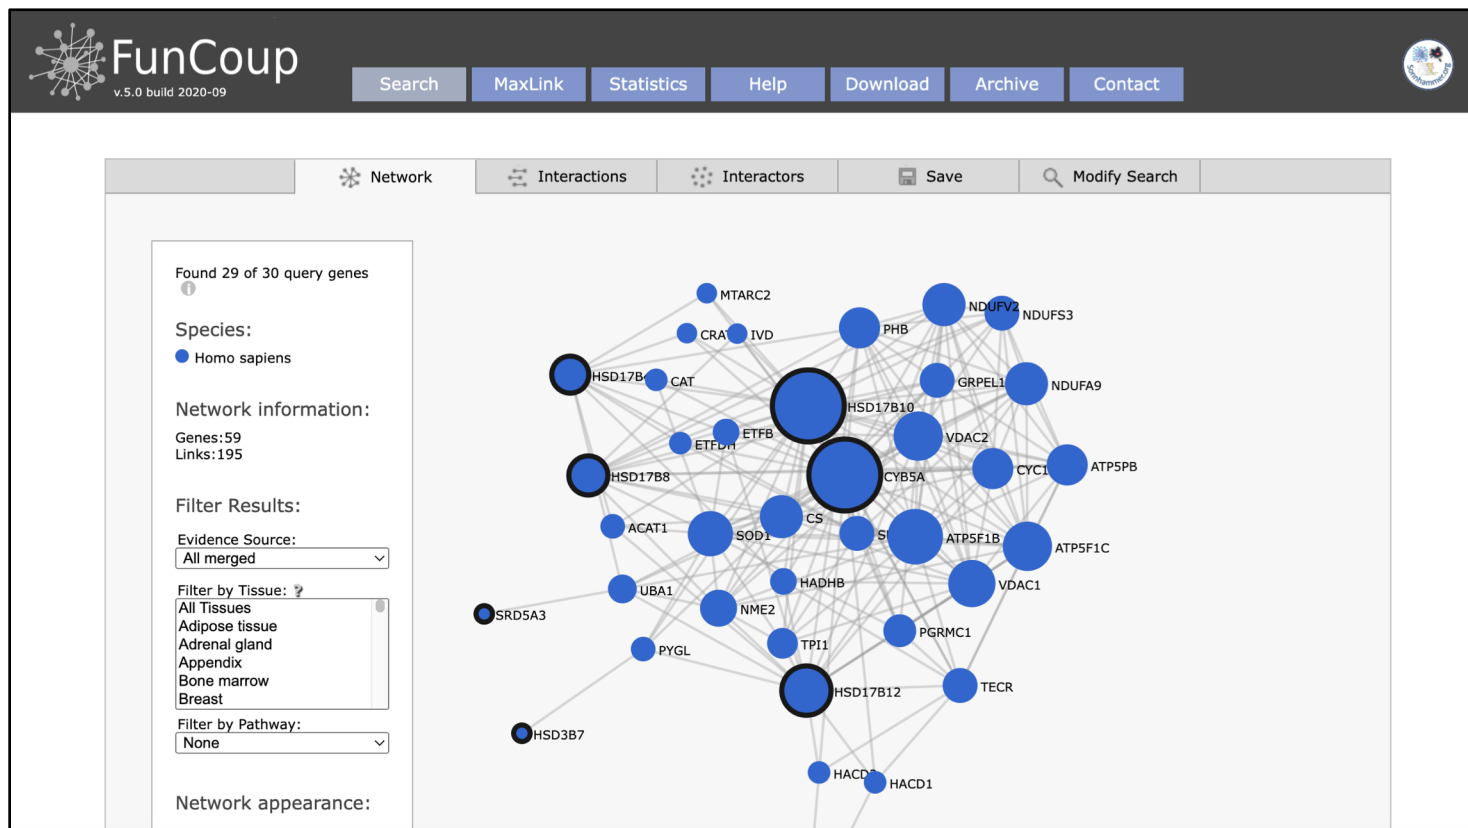 FunCoup
v.5.0 build 2020-09
Search
MaxLink
Statistics
Help
Download
Archive
Contact
Sonnhammer.org
Network
Interactions
Interactors
Save
Modify Search
Found 29 of 30 query genes
Species:
Homo sapiens
Network information:
Genes:59
Links:195
Filter Results:
Evidence Source:
All merged
Filter by Tissue: ?
All Tissues
Adipose tissue
Adrenal gland
Appendix
Bone marrow
Breast
Filter by Pathway:
None
Network appearance:
MTARC2
IVD
PHB
NDUFV2
NDUFS3
CAT
GRPEL1
NDUFA9
HSD17B10
ETFB
ETFDH
VDAC2
CYC1
ATP5PB
HSD17B8
CYB5A
ACAT1
SOD1
CS
ATP5F1B
ATP5F1C
UBA1
HADHB
VDAC1
SRD5A3
NME2
PYGL
TPI1
PGRMC1
HSD17B12
TECR
HSD3B7
HACD1